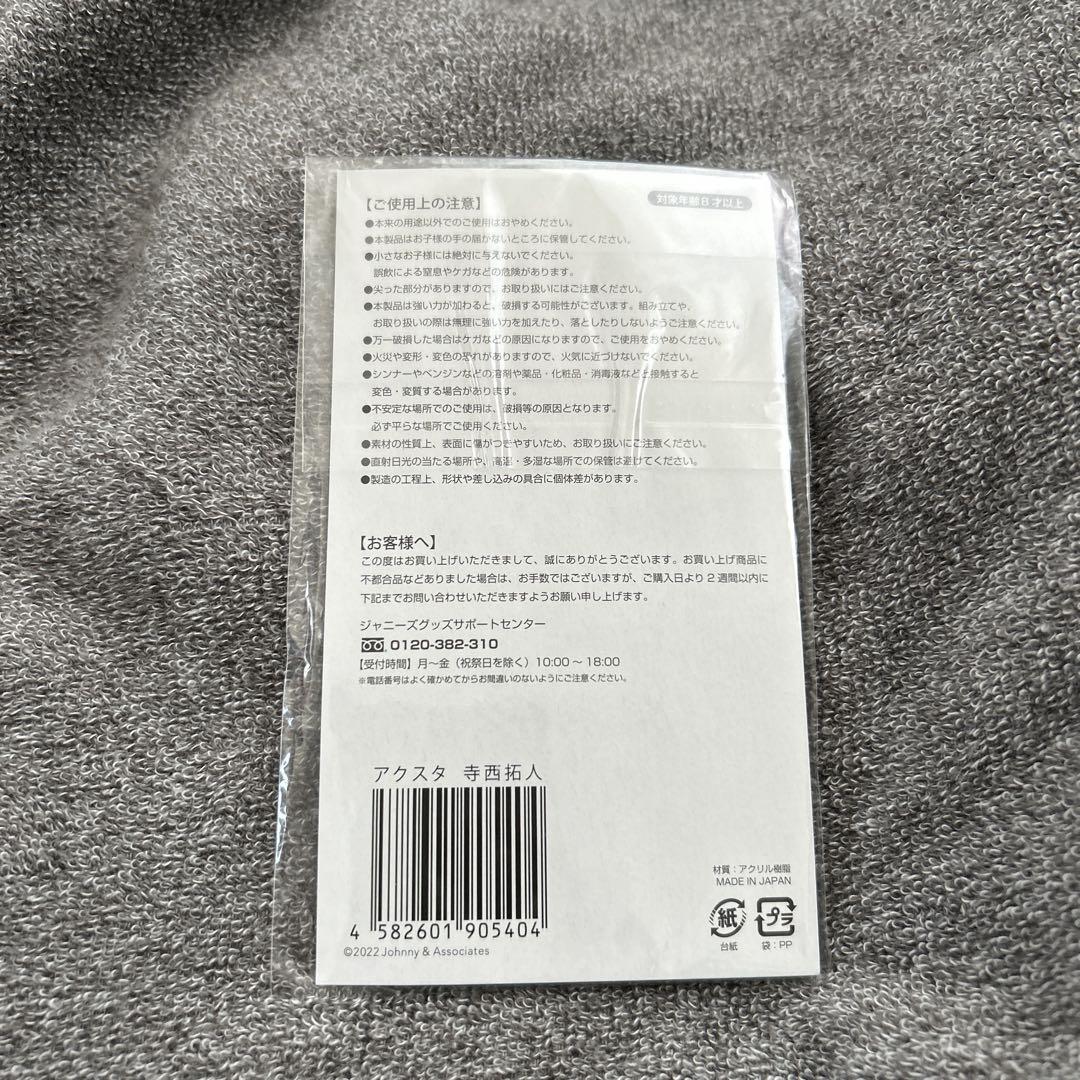 【ご使用上の注意】
対象年齢8才以上
●本来の用途以外でのご使用はおやめください。
●本製品はお子様の手の届かないところに保管してください。
●小さなお子様には絶対に与えないでください。
誤飲による窒息やケガなどの危険があります。
●尖った部分がありますので、お取り扱いにはご注意ください。
●本製品は強い力が加わると、破損する可能性がございます。組み立てや、
お取り扱いの際は無理に強い力を加えたり、落としたりしないようご注意ください。
●万一破損した場合はケガなどの原因になりますので、ご使用をおやめください。
●火災や変形・変色の恐れがありますので、火気に近づけないでください。
●シンナーやベンジンなどの溶剤や薬品・化粧品・消毒液など接触すると
変色・変質する場合があります。
●不安定な場所でのご使用は、破損等の原因となります。
必ず平らな場所でご使用ください。
●素材の性質上、表面に傷がつきやすいため、お取り扱いにご注意ください。
●直射日光の当たる場所や、高温・多湿な場所での保管は避けてください。
●製造の工程上、形状や差し込みの具合に個体差があります。
【お客様へ】
この度はお買い上げいただきまして、誠にありがとうございます。お買い上げ商品に
不都合品などありました場合は、お手数ではございますが、ご購入日より2週間以内に
下記までお問い合わせいただきますようお願い申し上げます。
ジャニーズグッズサポートセンター
0120-382-310
【受付時間】月〜金（祝祭日を除く）10:00〜18:00
※電話番号はよく確かめてからお間違いのないようにご注意ください。
アクスタ 寺西拓人
4 582601 905404
©2022 Johnny & Associates
材質：アクリル樹脂
MADE IN JAPAN
紙 プラ
台紙 袋：PP